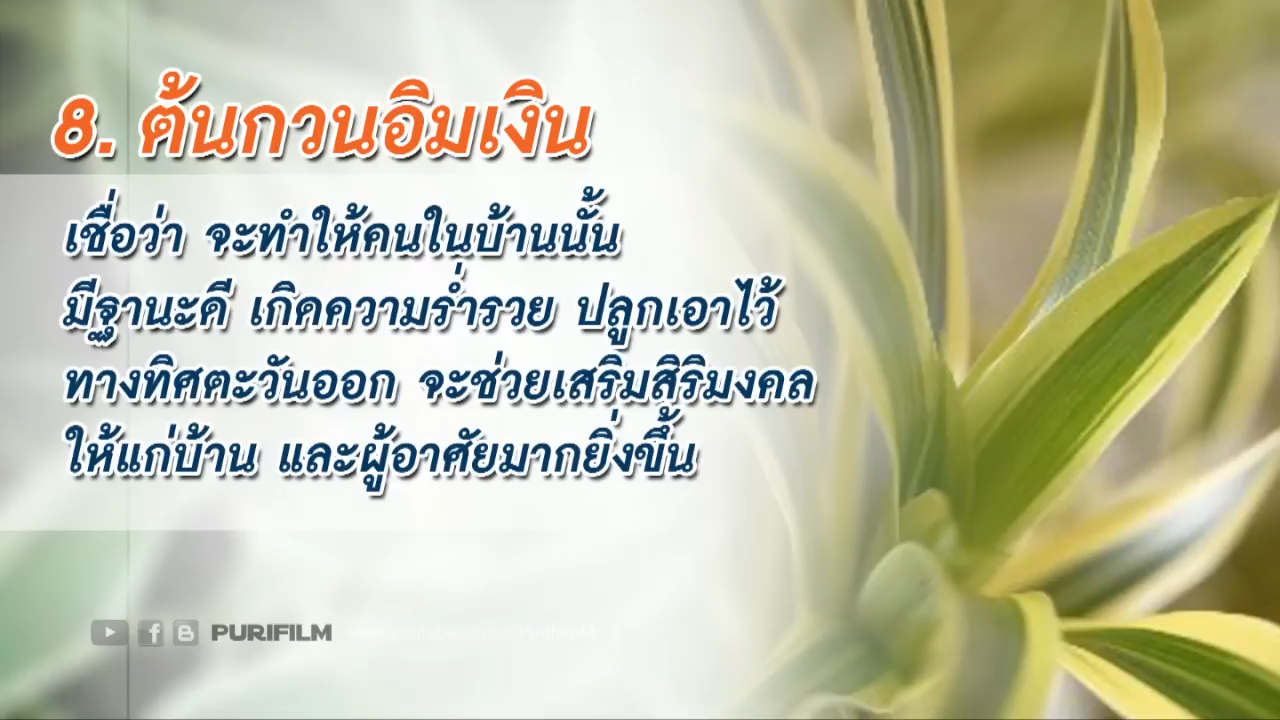 8. ต้นกวนอิมเงิน
เชื่อว่า จะทำให้คนในบ้านนั้น
มีฐานะดี เกิดความร่ำรวย ปลูกเอาไว้
ทางทิศตะวันออก จะช่วยเสริมสิริมงคล
ให้แก่บ้าน และผู้อาศัยมากยิ่งขึ้น
PURIFILM